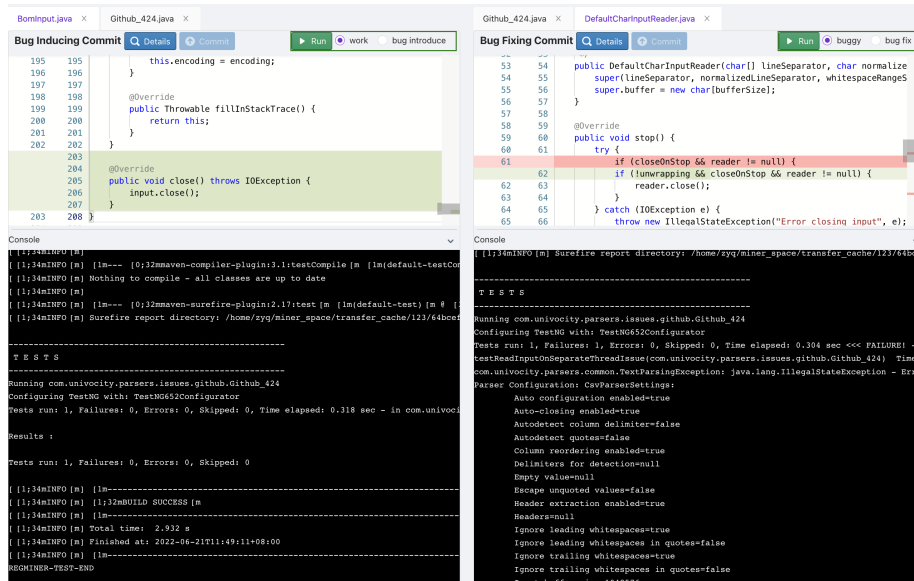 BomInput.java ×
Github_424.java ×
Bug Inducing Commit
Details
Commit
Run
work
bug introduce
195 195 this.encoding = encoding;
196 196 }
197 197
198 198 @Override
199 199 public Throwable fillInStackTrace() {
200 200 return this;
201 201 }
202 202 }
203
204 @Override
205 public void close() throws IOException {
206 input.close();
207 }
203 208 }
Console
[ [1;34mINFO [m]
[ [1;34mINFO [m] [1m--- [0;32mmaven-compiler-plugin:3.1:testCompile [m [1m(default-testCom
[ [1;34mINFO [m] Nothing to compile - all classes are up to date
[ [1;34mINFO [m]
[ [1;34mINFO [m] [1m--- [0;32mmaven-surefire-plugin:2.17:test [m [1m(default-test) [m @ [
[ [1;34mINFO [m] Surefire report directory: /home/zyq/miner_space/transfer_cache/123/64bcef
-------------------------------------------------------
T E S T S
-------------------------------------------------------
Running com.univocity.parsers.issues.github.Github_424
Configuring TestNG with: TestNG652Configurator
Tests run: 1, Failures: 0, Errors: 0, Skipped: 0, Time elapsed: 0.318 sec - in com.univoci
Results :
Tests run: 1, Failures: 0, Errors: 0, Skipped: 0
[ [1;34mINFO [m] [1m------------------------------------------------------------------------
[ [1;34mINFO [m] [1;32mBUILD SUCCESS [m
[ [1;34mINFO [m] [1m------------------------------------------------------------------------
[ [1;34mINFO [m] Total time: 2.932 s
[ [1;34mINFO [m] Finished at: 2022-06-21T11:49:11+08:00
[ [1;34mINFO [m] [1m------------------------------------------------------------------------
REGMINER-TEST-END
Github_424.java ×
DefaultCharInputReader.java ×
Bug Fixing Commit
Details
Commit
Run
buggy
bug fix
53 54 public DefaultCharInputReader(char[] lineSeparator, char normalize
54 55 super(lineSeparator, normalizedLineSeparator, whitespaceRangeS
55 56 super.buffer = new char[bufferSize];
56 57 }
57 58
58 59 @Override
59 60 public void stop() {
60 61 try {
61 if (closeOnStop && reader != null) {
62 if (!unwrapping && closeOnStop && reader != null) {
62 63 reader.close();
63 64 }
64 65 } catch (IOException e) {
65 66 throw new IllegalStateException("Error closing input", e);
Console
[ [1;34mINFO [m] Surefire report directory: /home/zyq/miner_space/transfer_cache/123/64bc
-------------------------------------------------------
T E S T S
-------------------------------------------------------
Running com.univocity.parsers.issues.github.Github_424
Configuring TestNG with: TestNG652Configurator
Tests run: 1, Failures: 1, Errors: 0, Skipped: 0, Time elapsed: 0.304 sec <<< FAILURE! -
testReadInputOnSeparateThreadIssue(com.univocity.parsers.issues.github.Github_424) Time
com.univocity.parsers.common.TextParsingException: java.lang.IllegalStateException - Err
Parser Configuration: CsvParserSettings:
Auto configuration enabled=true
Auto-closing enabled=true
Autodetect column delimiter=false
Autodetect quotes=false
Column reordering enabled=true
Delimiters for detection=null
Empty value=null
Escape unquoted values=false
Header extraction enabled=true
Headers=null
Ignore leading whitespaces=true
Ignore leading whitespaces in quotes=false
Ignore trailing whitespaces=true
Ignore trailing whitespaces in quotes=false